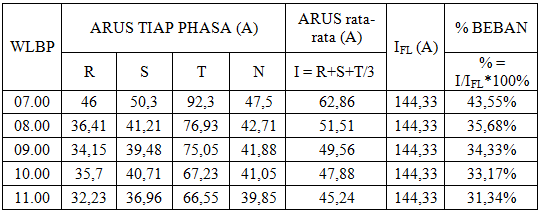 WLBP ARUS TIAP PHASA (A) ARUS rata-rata (A) I_FL (A) % BEBAN
R S T N I = R+S+T/3 % = I/I_FL*100%
07.00 46 50,3 92,3 47,5 62,86 144,33 43,55%
08.00 36,41 41,21 76,93 42,71 51,51 144,33 35,68%
09.00 34,15 39,48 75,05 41,88 49,56 144,33 34,33%
10.00 35,7 40,71 67,23 41,05 47,88 144,33 33,17%
11.00 32,23 36,96 66,55 39,85 45,24 144,33 31,34%